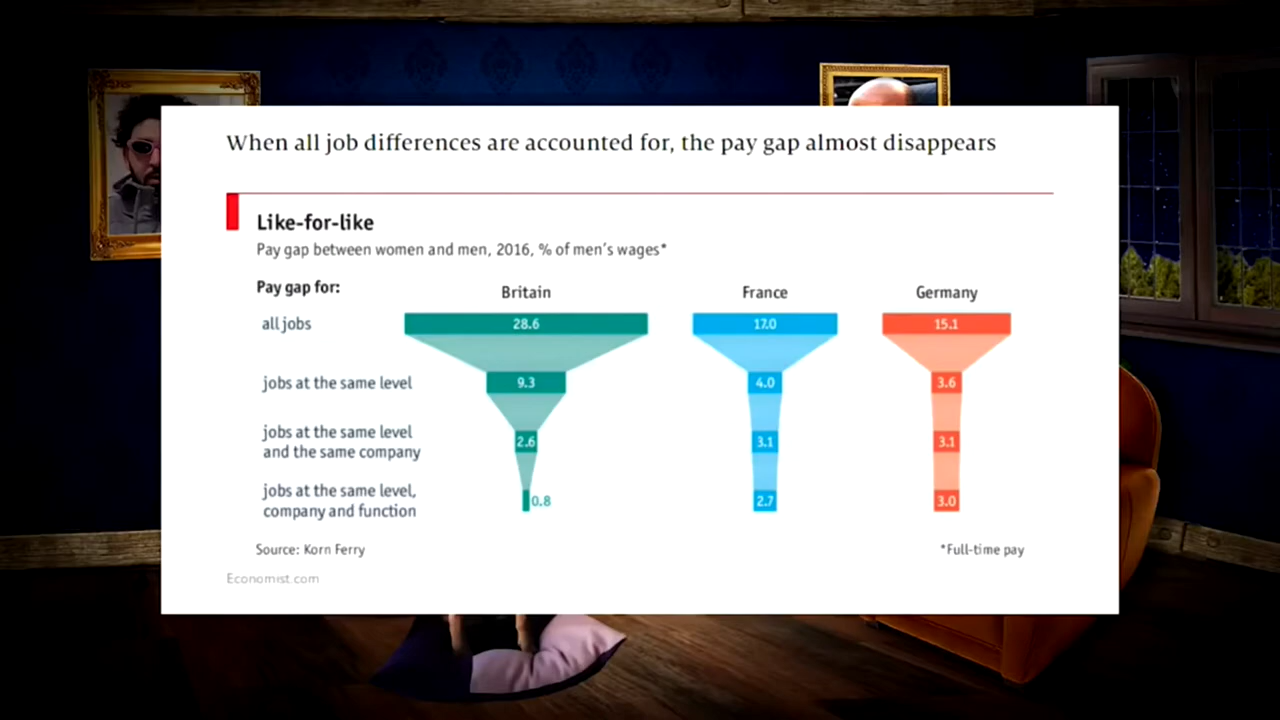 When all job differences are accounted for, the pay gap almost disappears
Like-for-like
Pay gap between women and men, 2016, % of men's wages*
Pay gap for:
Britain
France
Germany
all jobs
28.6
17.0
15.1
jobs at the same level
9.3
4.0
3.6
jobs at the same level
and the same company
2.6
3.1
3.1
jobs at the same level,
company and function
0.8
2.7
3.0
Source: Korn Ferry
*Full-time pay
Economist.com